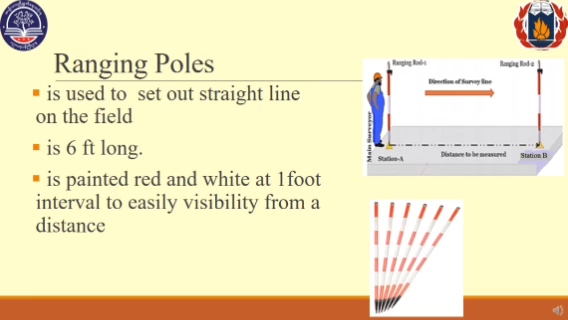 Ranging Poles
▪ is used to set out straight line
on the field
▪ is 6 ft long.
▪ is painted red and white at 1foot
interval to easily visibility from a
distance
Ranging Rod-1
Ranging Rod-2
Direction of Survey line
Main Surveyor
Station-A
Distance to be measured
Station B